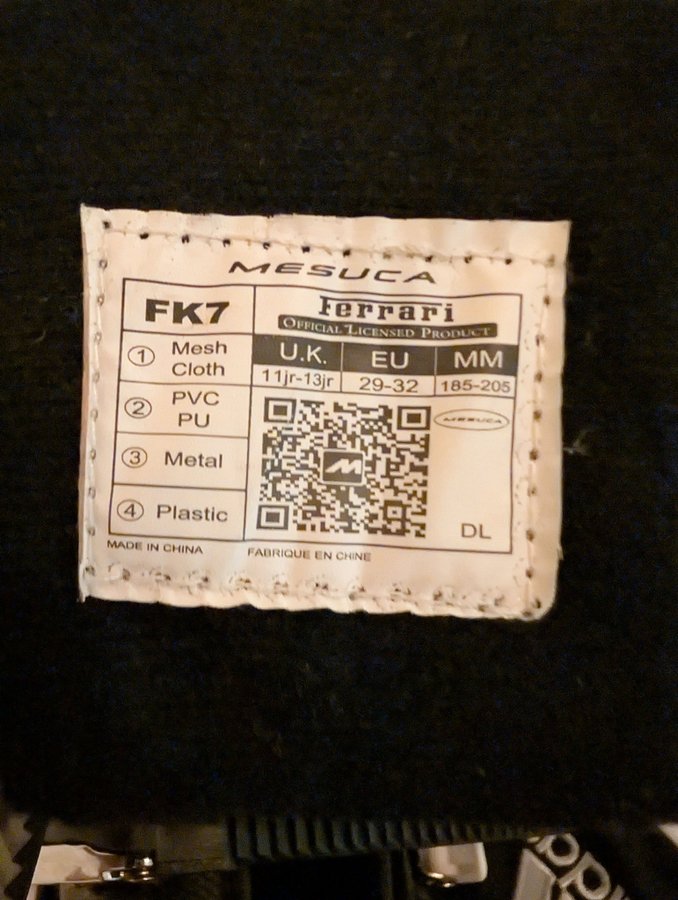 MESUCA
FK7
Ferrari
OFFICIAL LICENSED PRODUCT
① Mesh Cloth
U.K. EU MM
11jr-13jr 29-32 185-205
② PVC PU
MESUCA
③ Metal
④ Plastic
DL
MADE IN CHINA
FABRIQUE EN CHINE